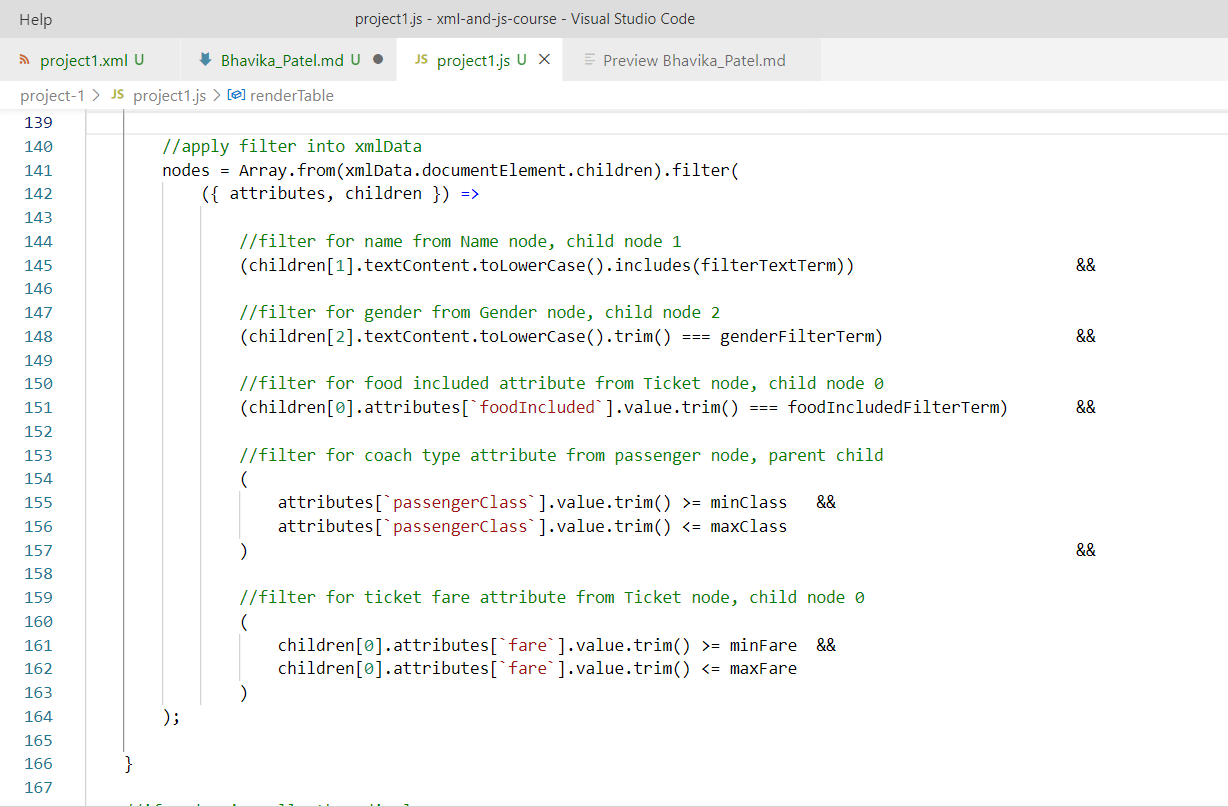 Help project1.js - xml-and-js-course - Visual Studio Code
project1.xml U Bhavika_Patel.md U JS project1.js U Preview Bhavika_Patel.md
project-1 > JS project1.js > renderTable
139
140 //apply filter into xmlData
141 nodes = Array.from(xmlData.documentElement.children).filter(
142 ({ attributes, children }) =>
143
144 //filter for name from Name node, child node 1
145 (children[1].textContent.toLowerCase().includes(filterTextTerm)) &&
146
147 //filter for gender from Gender node, child node 2
148 (children[2].textContent.toLowerCase().trim() === genderFilterTerm) &&
149
150 //filter for food included attribute from Ticket node, child node 0
151 (children[0].attributes[`foodIncluded`].value.trim() === foodIncludedFilterTerm) &&
152
153 //filter for coach type attribute from passenger node, parent child
154 (
155 attributes[`passengerClass`].value.trim() >= minClass &&
156 attributes[`passengerClass`].value.trim() <= maxClass
157 ) &&
158
159 //filter for ticket fare attribute from Ticket node, child node 0
160 (
161 children[0].attributes[`fare`].value.trim() >= minFare &&
162 children[0].attributes[`fare`].value.trim() <= maxFare
163 )
164 );
165
166 }
167